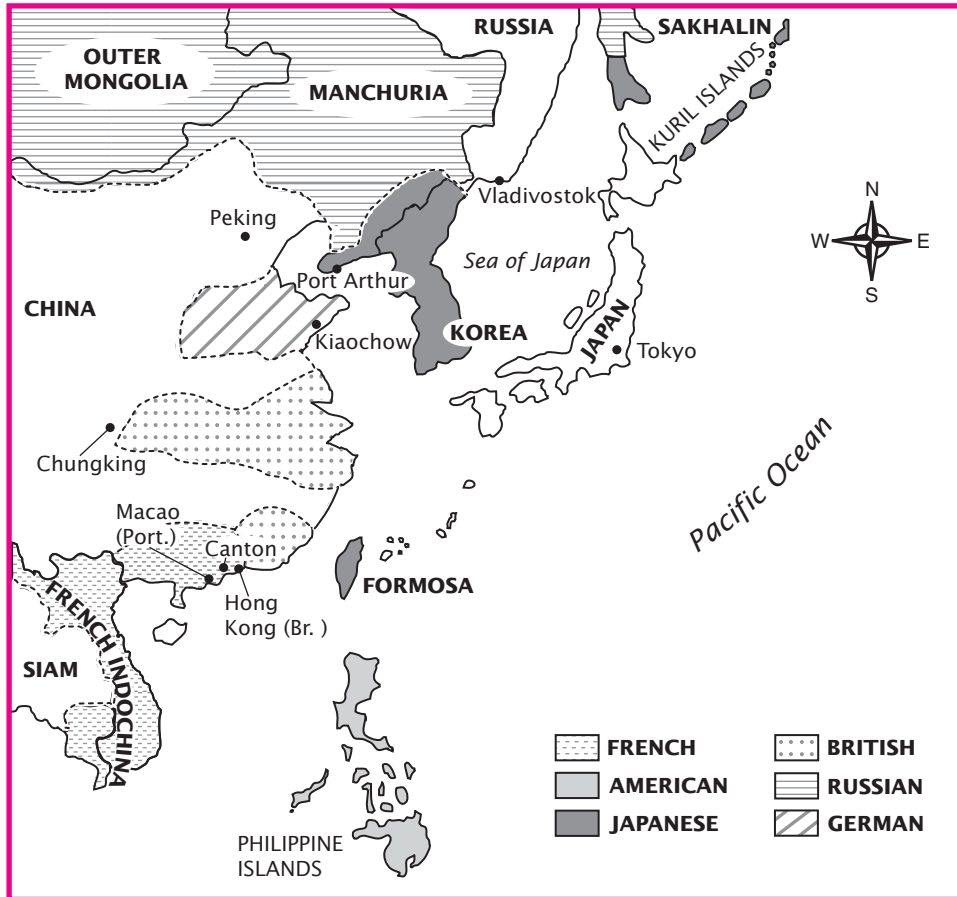 RUSSIA
SAKHALIN
OUTER
MONGOLIA
MANCHURIA
KURIL ISLANDS
Vladivostok
N
W
E
S
Peking
Sea of Japan
Port Arthur
CHINA
KOREA
JAPAN
Kiaochow
Tokyo
Chungking
Pacific Ocean
Macao
(Port.)
Canton
FORMOSA
Hong
Kong (Br. )
FRENCH INDOCHINA
SIAM
FRENCH
BRITISH
AMERICAN
RUSSIAN
JAPANESE
GERMAN
PHILIPPINE
ISLANDS